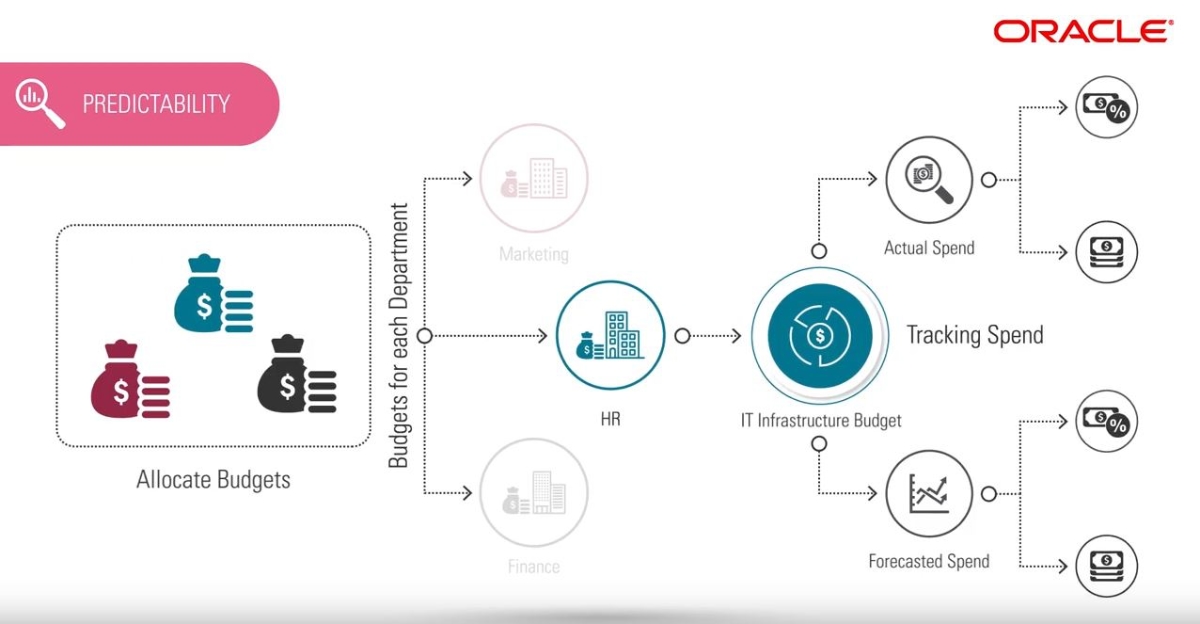 ORACLE®
PREDICTABILITY
Allocate Budgets
Budgets for each Department
Marketing
HR
Finance
IT Infrastructure Budget
Tracking Spend
Actual Spend
Forecasted Spend
$
$
$
$
$
$
$
$
$
%
$
$
%
$